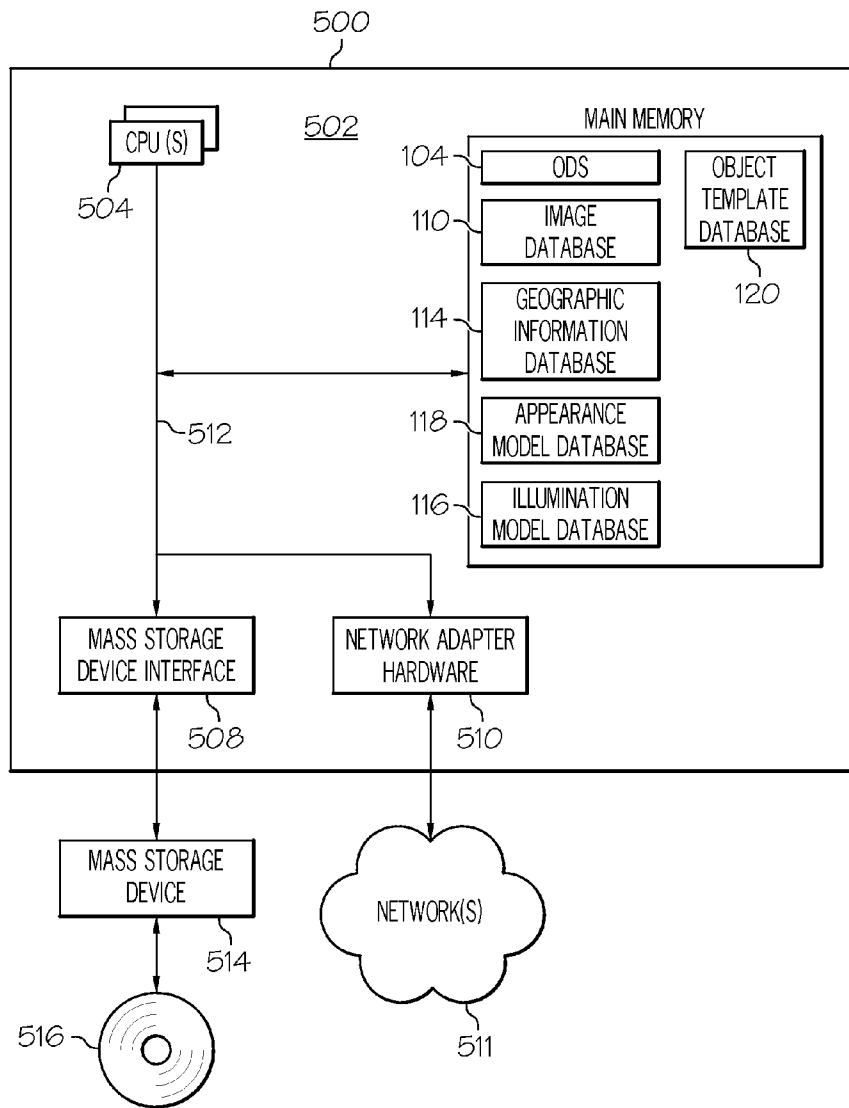 500
502
CPU (S)
504
MAIN MEMORY
104
ODS
OBJECT
TEMPLATE
DATABASE
120
110
IMAGE
DATABASE
114
GEOGRAPHIC
INFORMATION
DATABASE
512
118
APPEARANCE
MODEL DATABASE
116
ILLUMINATION
MODEL DATABASE
MASS STORAGE
DEVICE INTERFACE
508
NETWORK ADAPTER
HARDWARE
510
MASS STORAGE
DEVICE
514
NETWORK(S)
511
516